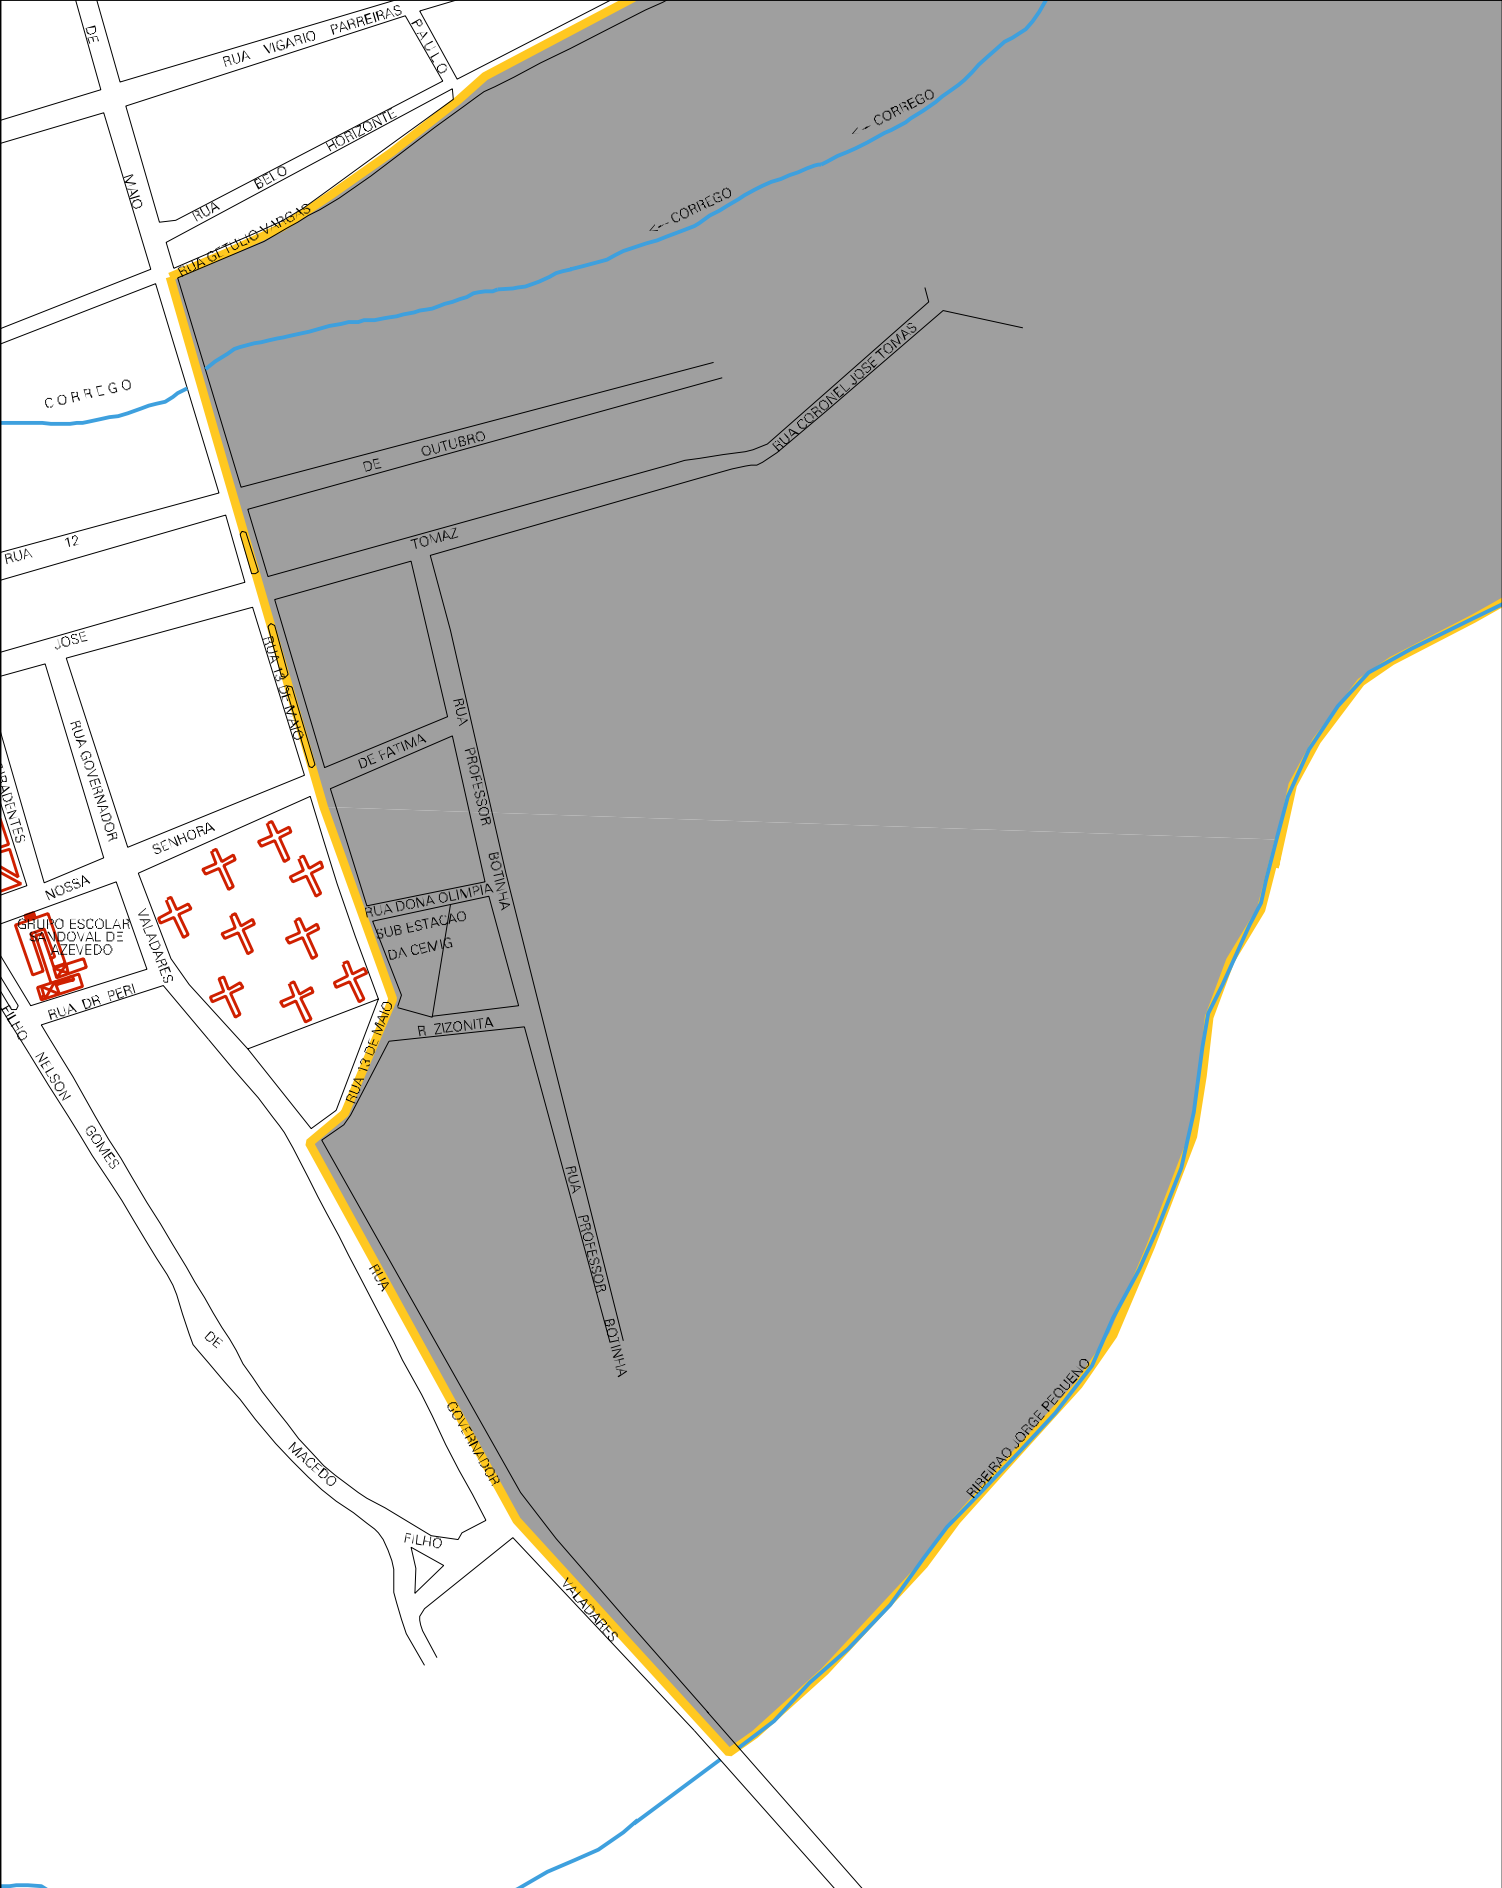 DE
RUA VIGARIO PARREIRAS
PAULO
<- CORREGO
RUA BELO HORIZONTE
MAIO
<-- CORREGO
RUA GETULIO VARGAS
CORREGO
RUA CORONEL JOSE TOMAS
DE OUTUBRO
RUA 12
TOMAZ
JOSE
RUA 13 DE MAIO
RUA GOVERNADOR
RUA PROFESSOR BOTINHA
DE FATIMA
SENHORA
NOSSA
RUA DONA OLIMPIA
SUB ESTACAO
DA CEMIG
GRUPO ESCOLAR
SANDOVAL DE
AZEVEDO
VALADARES
RUA DR PERI
FILHO
R ZIZONITA
RUA 13 DE MAIO
NELSON
GOMES
RUA PROFESSOR BOTINHA
RUA
DE
GOVERNADOR
RIBEIRAO JORGE PEQUENO
MACEDO
FILHO
VALADARES